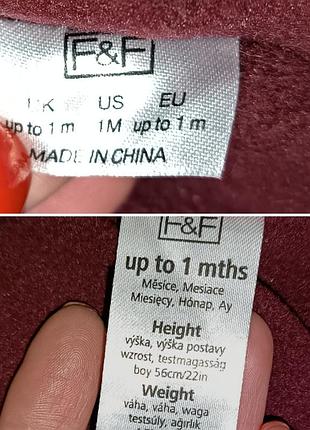 F&F
UK US EU
up to 1 m 1M up to 1 m
MADE IN CHINA
F&F
up to 1 mths
Měsíce, Mesiace
Miesięcy, Hónap, Ay
Height
výška, výška postavy
wzrost, testmagasság
boy 56cm/22in
Weight
váha, váha, waga
testsúly, ağırlık